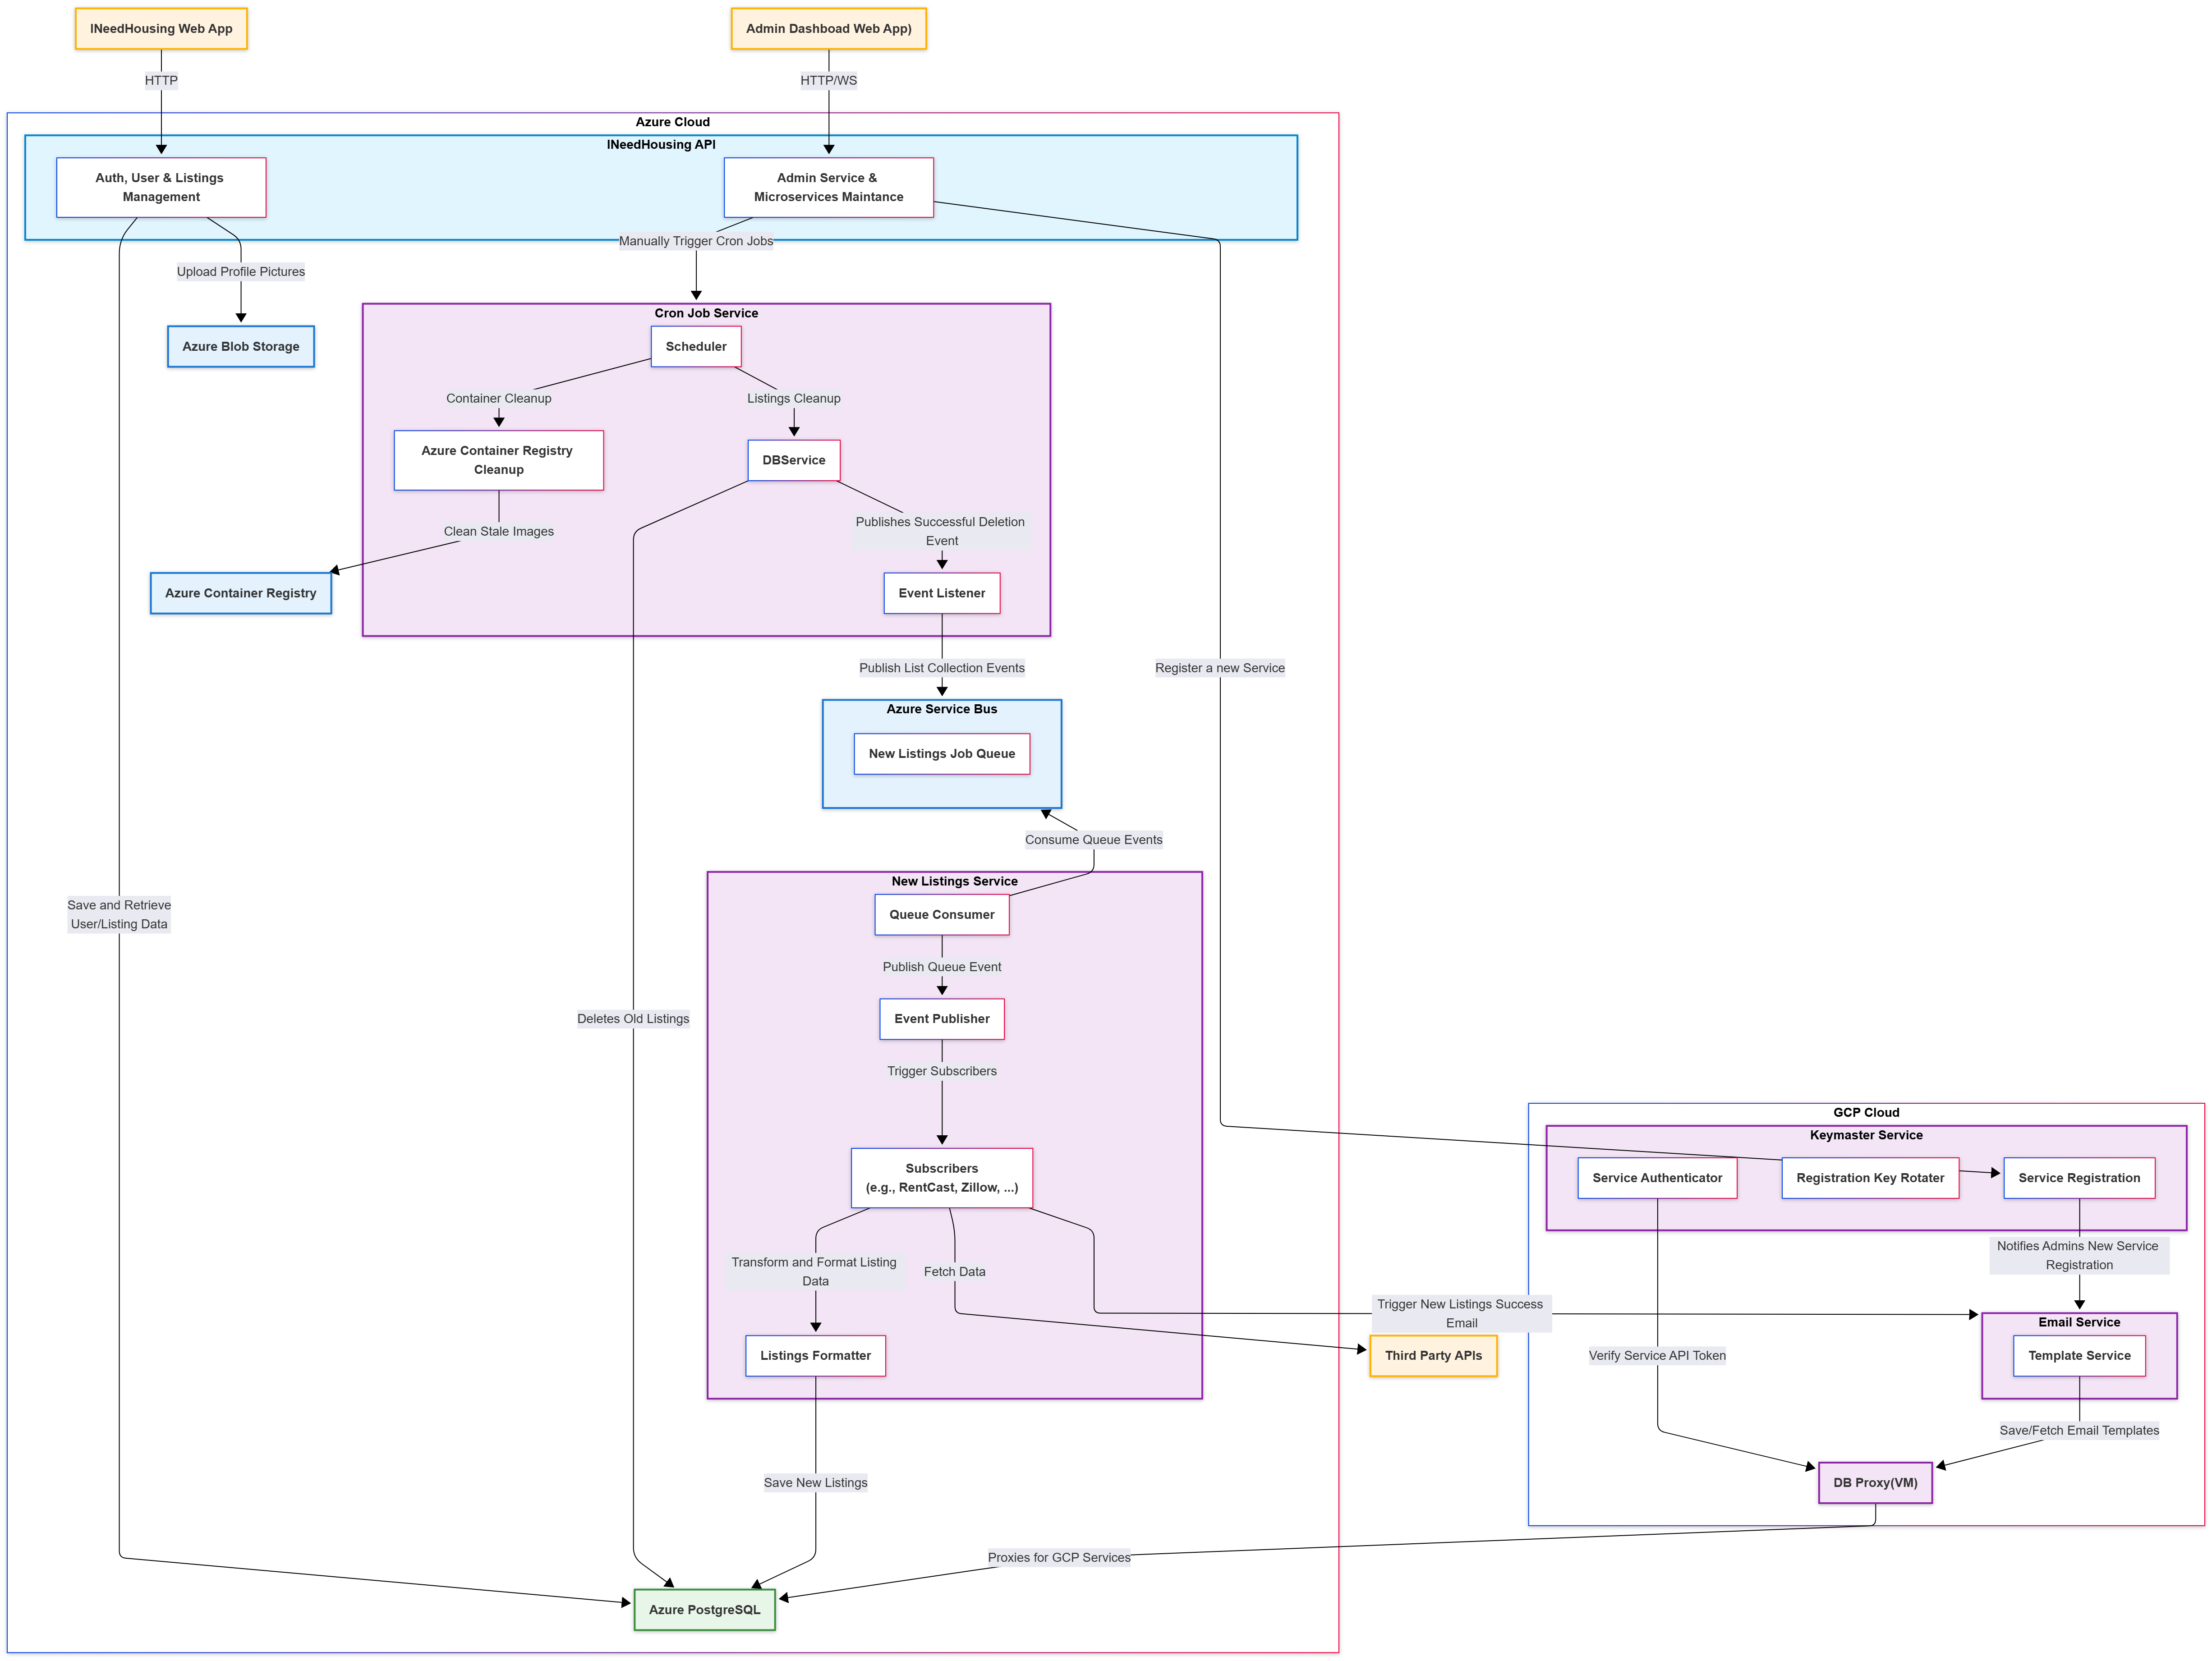 INeedHousing Web App
Admin Dashboad Web App)
HTTP
HTTP/WS
Azure Cloud
INeedHousing API
Auth, User & Listings
Management
Admin Service &
Microservices Maintance
Manually Trigger Cron Jobs
Upload Profile Pictures
Azure Blob Storage
Cron Job Service
Scheduler
Container Cleanup
Listings Cleanup
Azure Container Registry
Cleanup
DBService
Clean Stale Images
Publishes Successful Deletion
Event
Azure Container Registry
Event Listener
Publish List Collection Events
Register a new Service
Azure Service Bus
New Listings Job Queue
Consume Queue Events
New Listings Service
Queue Consumer
Save and Retrieve
User/Listing Data
Publish Queue Event
Event Publisher
Deletes Old Listings
Trigger Subscribers
Subscribers
(e.g., RentCast, Zillow, ...)
GCP Cloud
Keymaster Service
Service Authenticator
Registration Key Rotater
Service Registration
Notifies Admins New Service
Registration
Transform and Format Listing
Data
Fetch Data
Trigger New Listings Success
Email
Email Service
Template Service
Listings Formatter
Third Party APIs
Verify Service API Token
Save/Fetch Email Templates
Save New Listings
DB Proxy(VM)
Proxies for GCP Services
Azure PostgreSQL